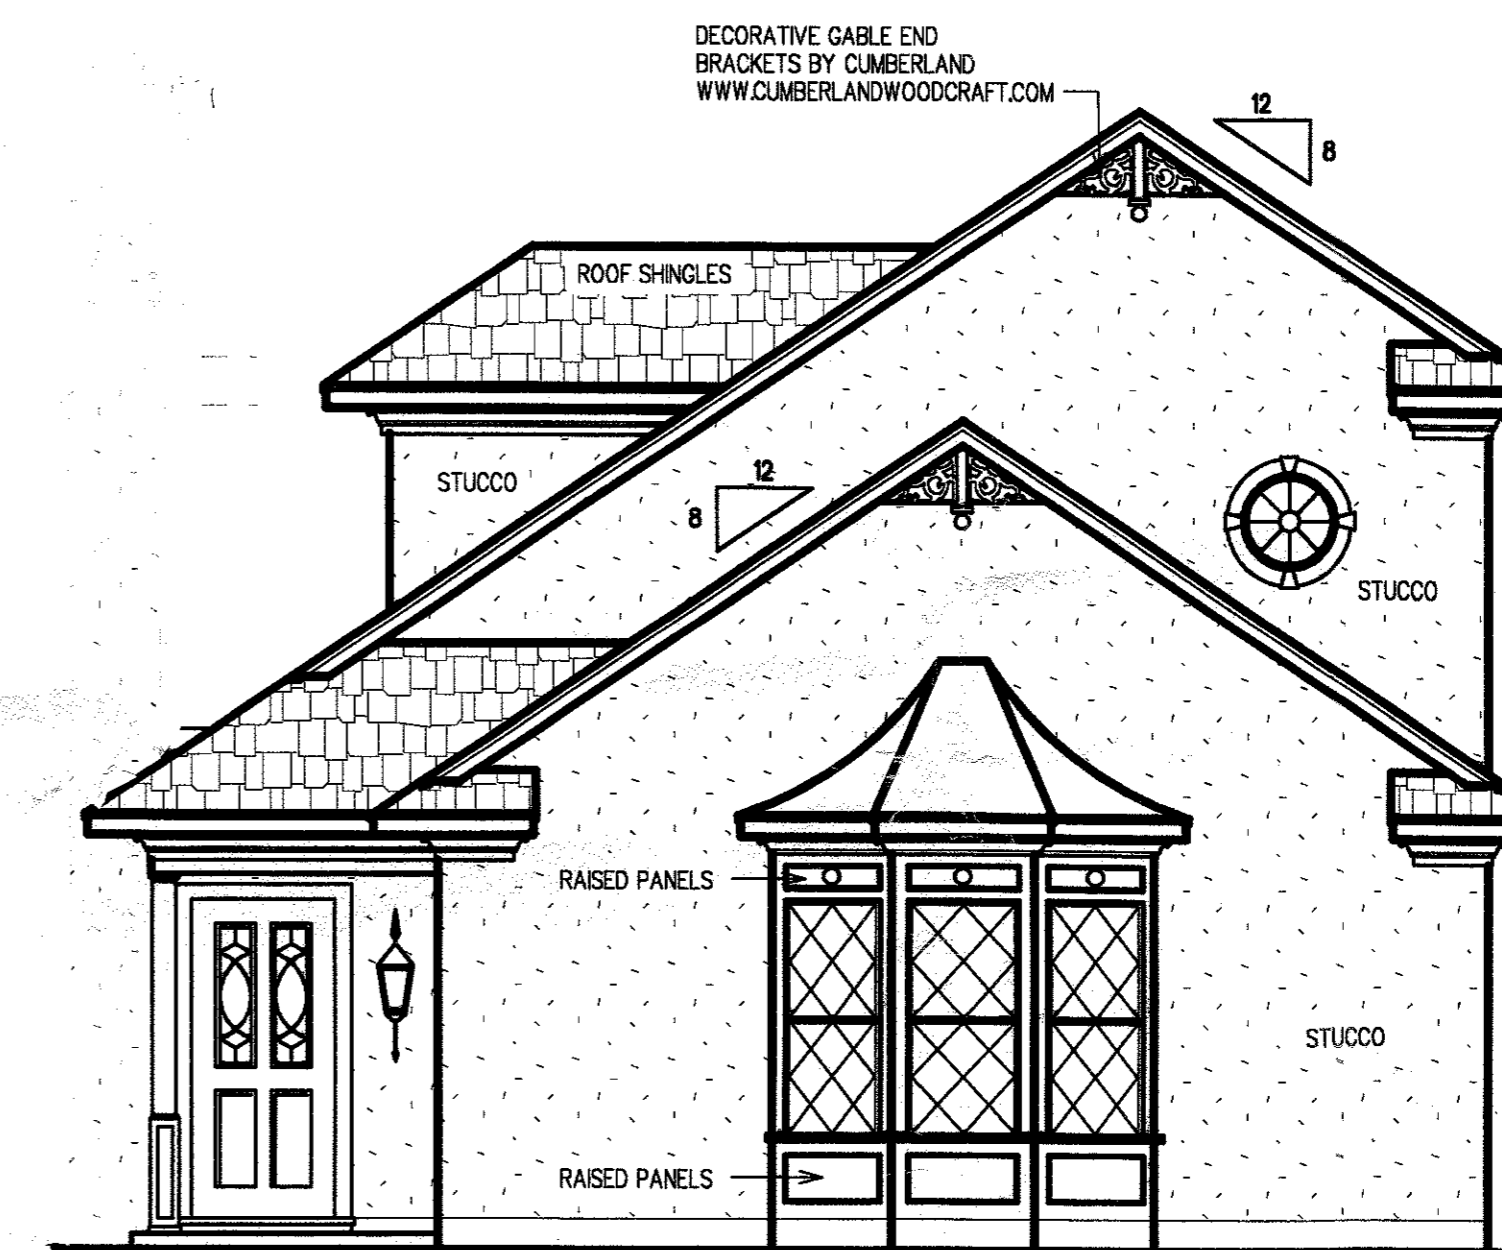 DECORATIVE GABLE END
BRACKETS BY CUMBERLAND
WWW.CUMBERLANDWOODCRAFT.COM
12
8
ROOF SHINGLES
STUCCO
12
8
STUCCO
RAISED PANELS
STUCCO
RAISED PANELS